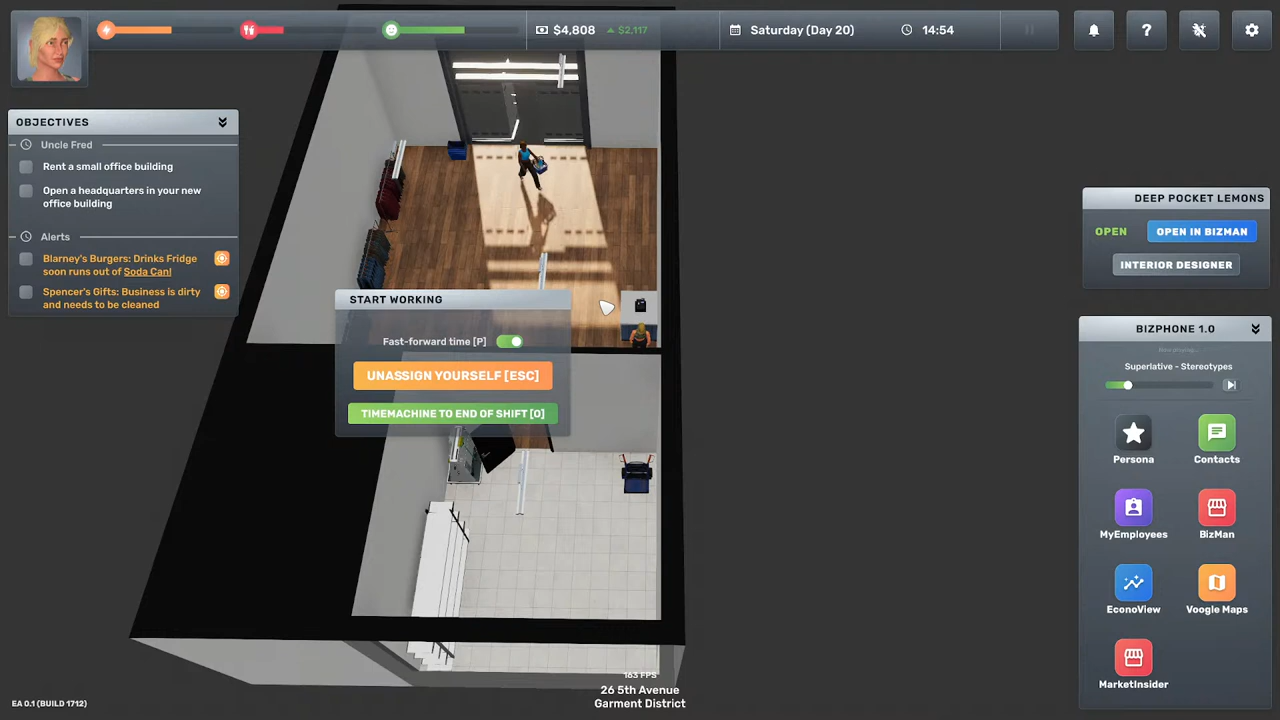 $4,808 ▲ $2,117
Saturday (Day 20)
14:54
?
OBJECTIVES
Uncle Fred
Rent a small office building
Open a headquarters in your new
office building
Alerts
Blarney's Burgers: Drinks Fridge
soon runs out of Soda Can!
Spencer's Gifts: Business is dirty
and needs to be cleaned
START WORKING
Fast-forward time [P]
UNASSIGN YOURSELF [ESC]
TIMEMACHINE TO END OF SHIFT [O]
DEEP POCKET LEMONS
OPEN
OPEN IN BIZMAN
INTERIOR DESIGNER
BIZPHONE 1.0
Now playing...
Superlative - Stereotypes
Persona
Contacts
MyEmployees
BizMan
EconoView
Voogle Maps
MarketInsider
163 FPS
26 5th Avenue
Garment District
EA 0.1 (BUILD 1712)